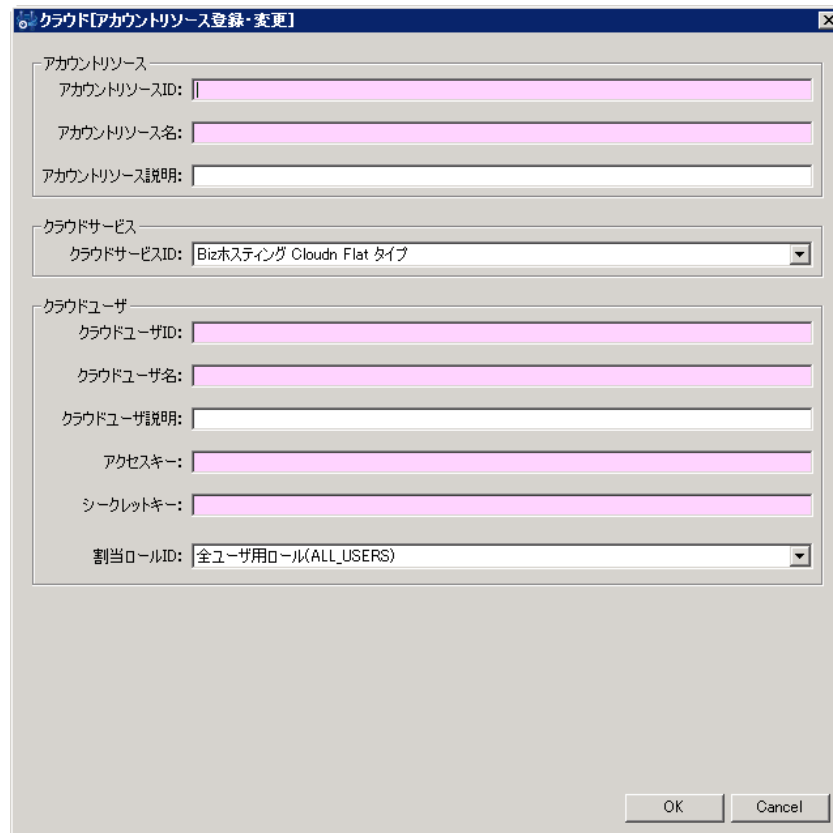 クラウド[アカウントリソース登録・変更]
アカウントリソース
アカウントリソースID:
アカウントリソース名:
アカウントリソース説明:
クラウドサービス
クラウドサービスID: Bizホスティング Cloudn Flat タイプ
クラウドユーザ
クラウドユーザID:
クラウドユーザ名:
クラウドユーザ説明:
アクセスキー:
シークレットキー:
割当ロールID: 全ユーザ用ロール(ALL_USERS)
OK Cancel